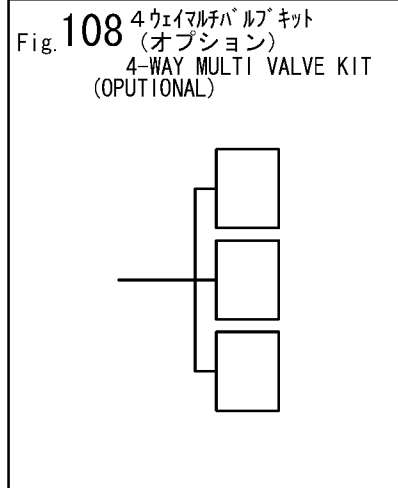 Fig. 108 4ｳｪｲﾏﾙﾁﾊﾞﾙﾌﾞｷｯﾄ
(オプション)
4-WAY MULTI VALVE KIT
(OPUTIONAL)